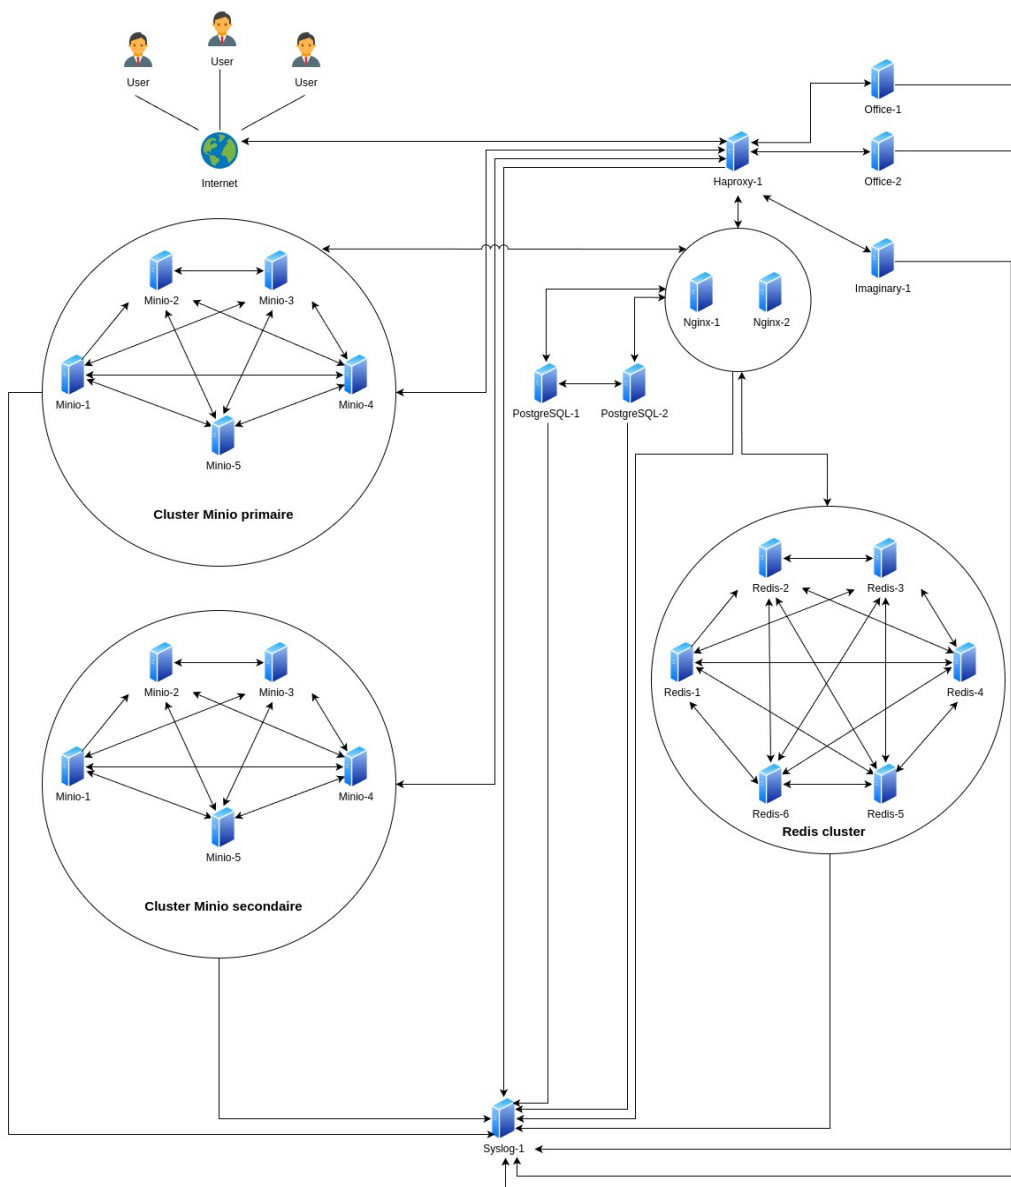 User
User
User
Internet
Haproxy-1
Office-1
Office-2
Imaginary-1
Nginx-1
Nginx-2
PostgreSQL-1
PostgreSQL-2
Minio-2
Minio-3
Minio-1
Minio-4
Minio-5
Cluster Minio primaire
Minio-2
Minio-3
Minio-1
Minio-4
Minio-5
Cluster Minio secondaire
Redis-2
Redis-3
Redis-1
Redis-4
Redis-6
Redis-5
Redis cluster
Syslog-1